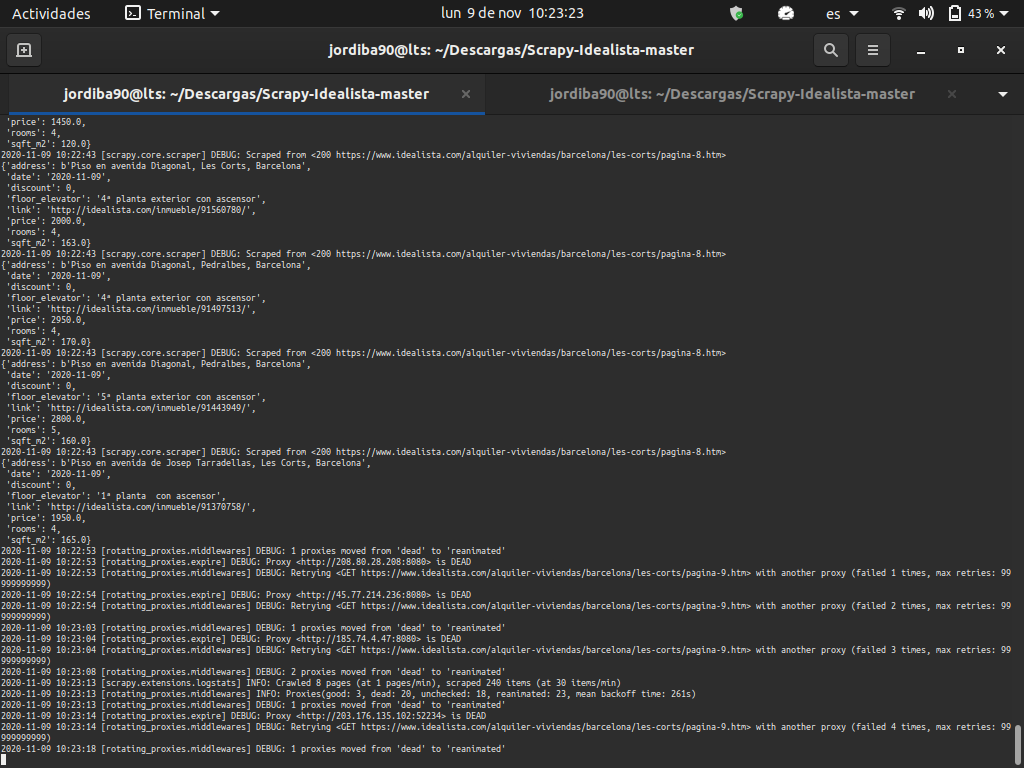 Actividades Terminal lun 9 de nov 10:23:23 es 43 %
jordiba90@lts: ~/Descargas/Scrapy-Idealista-master
jordiba90@lts: ~/Descargas/Scrapy-Idealista-master jordiba90@lts: ~/Descargas/Scrapy-Idealista-master
'price': 1450.0,
'rooms': 4,
'sqft_m2': 120.0}
2020-11-09 10:22:43 [scrapy.core.scraper] DEBUG: Scraped from <200 https://www.idealista.com/alquiler-viviendas/barcelona/les-corts/pagina-8.htm>
{'address': b'Piso en avenida Diagonal, Les Corts, Barcelona',
'date': '2020-11-09',
'discount': 0,
'floor_elevator': '4ª planta exterior con ascensor',
'link': 'http://idealista.com/inmueble/91560780/',
'price': 2000.0,
'rooms': 4,
'sqft_m2': 163.0}
2020-11-09 10:22:43 [scrapy.core.scraper] DEBUG: Scraped from <200 https://www.idealista.com/alquiler-viviendas/barcelona/les-corts/pagina-8.htm>
{'address': b'Piso en avenida Diagonal, Pedralbes, Barcelona',
'date': '2020-11-09',
'discount': 0,
'floor_elevator': '4ª planta exterior con ascensor',
'link': 'http://idealista.com/inmueble/91497513/',
'price': 2950.0,
'rooms': 4,
'sqft_m2': 170.0}
2020-11-09 10:22:43 [scrapy.core.scraper] DEBUG: Scraped from <200 https://www.idealista.com/alquiler-viviendas/barcelona/les-corts/pagina-8.htm>
{'address': b'Piso en avenida Diagonal, Pedralbes, Barcelona',
'date': '2020-11-09',
'discount': 0,
'floor_elevator': '5ª planta exterior con ascensor',
'link': 'http://idealista.com/inmueble/91443949/',
'price': 2800.0,
'rooms': 5,
'sqft_m2': 160.0}
2020-11-09 10:22:43 [scrapy.core.scraper] DEBUG: Scraped from <200 https://www.idealista.com/alquiler-viviendas/barcelona/les-corts/pagina-8.htm>
{'address': b'Piso en avenida de Josep Tarradellas, Les Corts, Barcelona',
'date': '2020-11-09',
'discount': 0,
'floor_elevator': '1ª planta  con ascensor',
'link': 'http://idealista.com/inmueble/91370758/',
'price': 1950.0,
'rooms': 4,
'sqft_m2': 165.0}
2020-11-09 10:22:53 [rotating_proxies.middlewares] DEBUG: 1 proxies moved from 'dead' to 'reanimated'
2020-11-09 10:22:53 [rotating_proxies.expire] DEBUG: Proxy <http://208.80.28.208:8080> is DEAD
2020-11-09 10:22:53 [rotating_proxies.middlewares] DEBUG: Retrying <GET https://www.idealista.com/alquiler-viviendas/barcelona/les-corts/pagina-9.htm> with another proxy (failed 1 times, max retries: 99
999999999)
2020-11-09 10:22:54 [rotating_proxies.expire] DEBUG: Proxy <http://45.77.214.236:8080> is DEAD
2020-11-09 10:22:54 [rotating_proxies.middlewares] DEBUG: Retrying <GET https://www.idealista.com/alquiler-viviendas/barcelona/les-corts/pagina-9.htm> with another proxy (failed 2 times, max retries: 99
999999999)
2020-11-09 10:23:03 [rotating_proxies.middlewares] DEBUG: 1 proxies moved from 'dead' to 'reanimated'
2020-11-09 10:23:04 [rotating_proxies.expire] DEBUG: Proxy <http://185.74.4.47:8080> is DEAD
2020-11-09 10:23:04 [rotating_proxies.middlewares] DEBUG: Retrying <GET https://www.idealista.com/alquiler-viviendas/barcelona/les-corts/pagina-9.htm> with another proxy (failed 3 times, max retries: 99
999999999)
2020-11-09 10:23:08 [rotating_proxies.middlewares] DEBUG: 2 proxies moved from 'dead' to 'reanimated'
2020-11-09 10:23:13 [scrapy.extensions.logstats] INFO: Crawled 8 pages (at 1 pages/min), scraped 240 items (at 30 items/min)
2020-11-09 10:23:13 [rotating_proxies.middlewares] INFO: Proxies(good: 3, dead: 20, unchecked: 18, reanimated: 23, mean backoff time: 261s)
2020-11-09 10:23:13 [rotating_proxies.middlewares] DEBUG: 1 proxies moved from 'dead' to 'reanimated'
2020-11-09 10:23:14 [rotating_proxies.expire] DEBUG: Proxy <http://203.176.135.102:52234> is DEAD
2020-11-09 10:23:14 [rotating_proxies.middlewares] DEBUG: Retrying <GET https://www.idealista.com/alquiler-viviendas/barcelona/les-corts/pagina-9.htm> with another proxy (failed 4 times, max retries: 99
999999999)
2020-11-09 10:23:18 [rotating_proxies.middlewares] DEBUG: 1 proxies moved from 'dead' to 'reanimated'